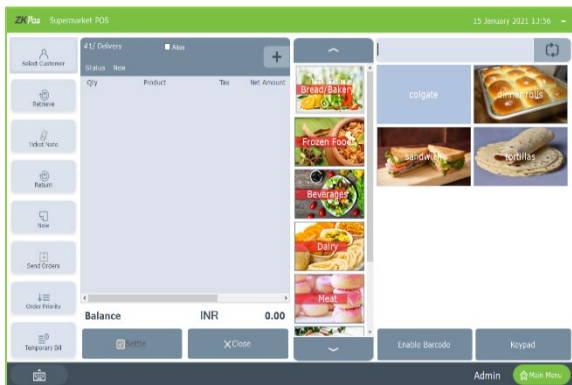 ZKPos Supermarket POS
15 January 2021 13:56
Select Customer
Retrieve
Ticket Note
Return
New
Send Orders
Order Priority
Temporary Bill
#1/ Delivery
Status New
Qty Product Tax Net Amount
Balance INR 0.00
Settle
Close
Bread/Bakery
Frozen Foods
Beverages
Dairy
Meat
colgate
dinner rolls
sandwich
tortillas
Enable Barcode
Keypad
Admin
Main Menu